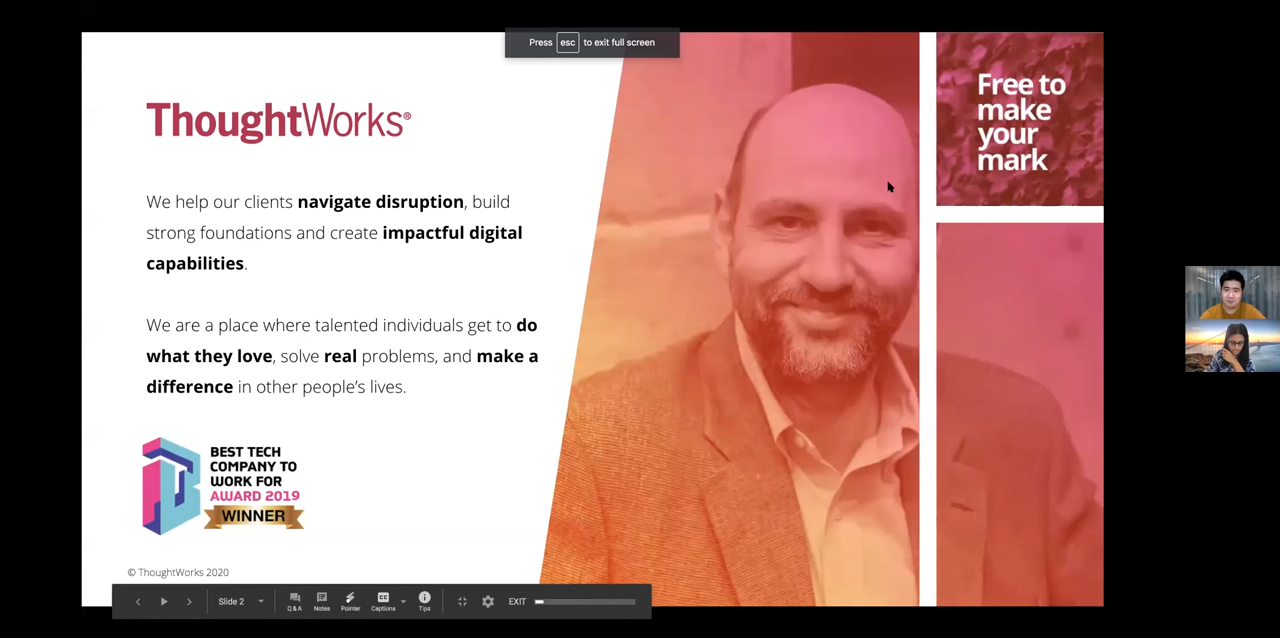 Press esc to exit full screen
ThoughtWorks®
We help our clients navigate disruption, build
strong foundations and create impactful digital
capabilities.
We are a place where talented individuals get to do
what they love, solve real problems, and make a
difference in other people's lives.
BEST TECH
COMPANY TO
WORK FOR
AWARD 2019
WINNER
© ThoughtWorks 2020
Free to
make
your
mark
Slide 2
Q&A
Notes
Pointer
Captions
Tips
EXIT